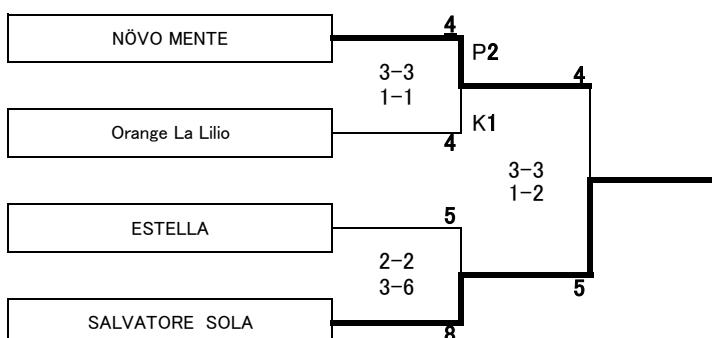 4
NÖVO MENTE
P2
3-3
4
1-1
Orange La Lilio
K1
4
3-3
1-2
5
ESTELLA
2-2
3-6
5
SALVATORE SOLA
8